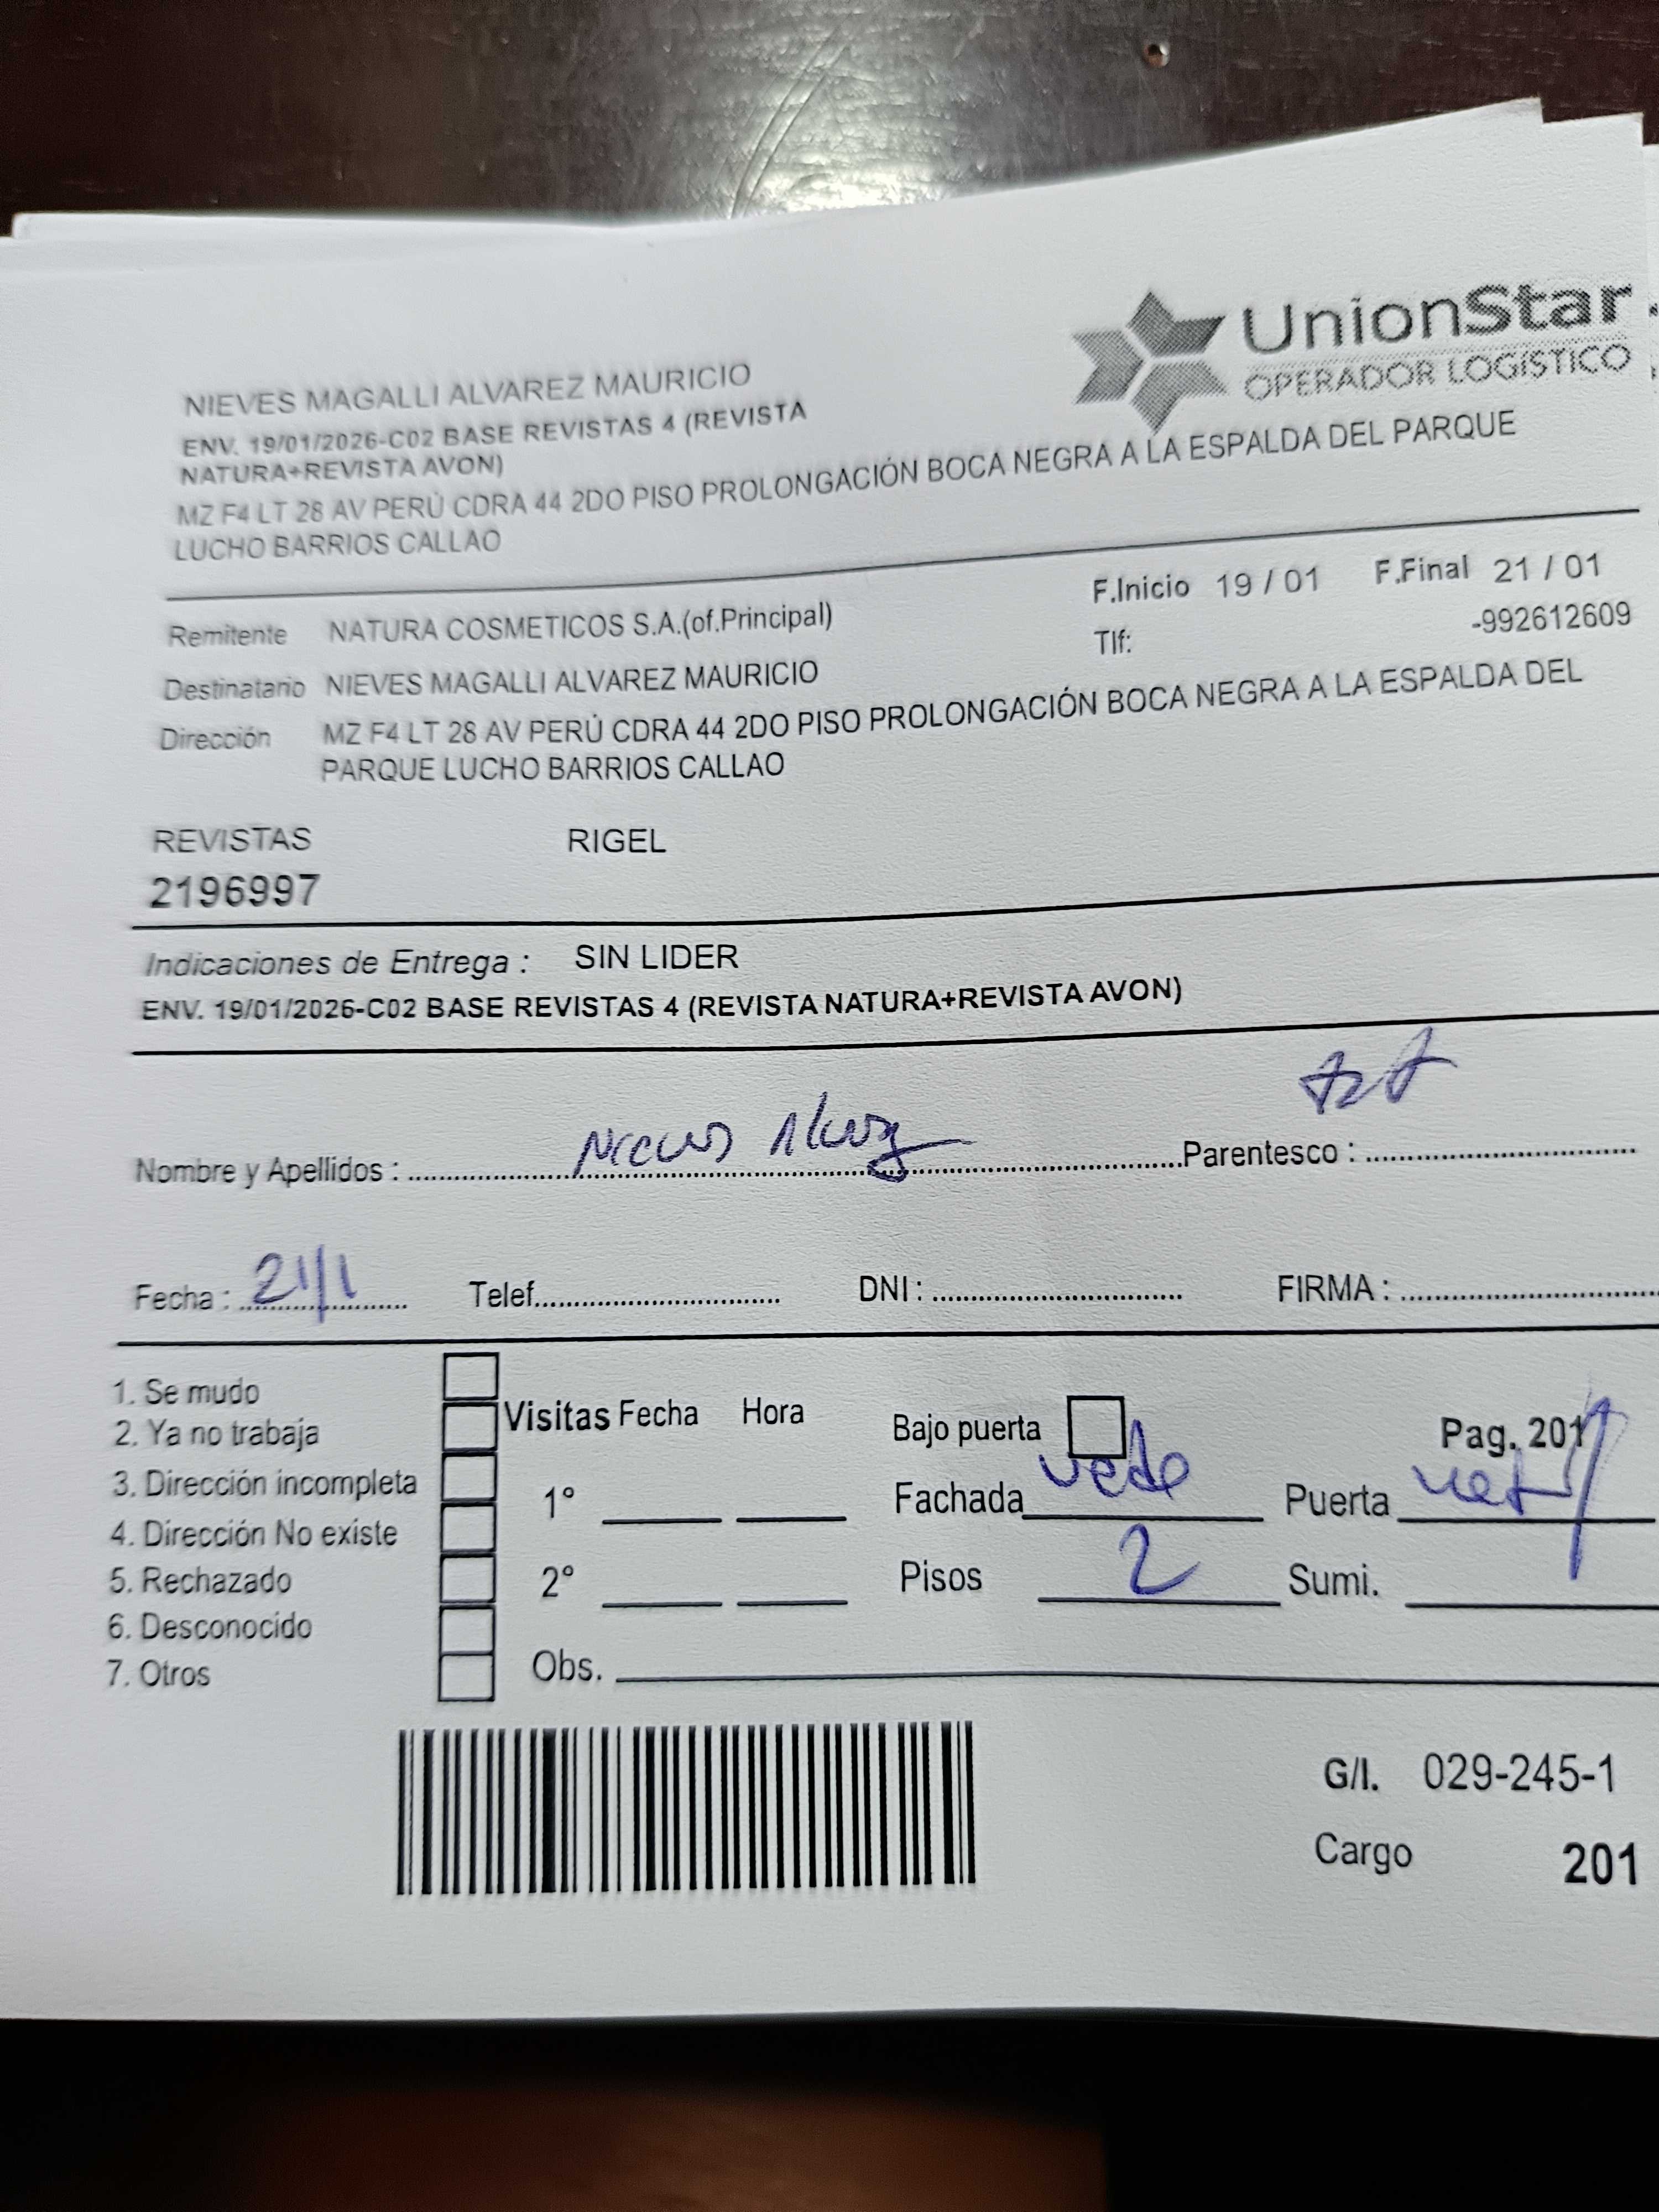 UnionStar
OPERADOR LOGÍSTICO
NIEVES MAGALLI ALVAREZ MAURICIO
ENV. 19/01/2026-C02 BASE REVISTAS 4 (REVISTA
NATURA+REVISTA AVON)
MZ F4 LT 28 AV PERÚ CDRA 44 2DO PISO PROLONGACIÓN BOCA NEGRA A LA ESPALDA DEL PARQUE
LUCHO BARRIOS CALLAO
F.Inicio 19 / 01 F.Final 21 / 01
Remitente NATURA COSMETICOS S.A.(of.Principal) Tlf: -992612609
Destinatario NIEVES MAGALLI ALVAREZ MAURICIO
Dirección MZ F4 LT 28 AV PERÚ CDRA 44 2DO PISO PROLONGACIÓN BOCA NEGRA A LA ESPALDA DEL
PARQUE LUCHO BARRIOS CALLAO
REVISTAS RIGEL
2196997
Indicaciones de Entrega : SIN LIDER
ENV. 19/01/2026-C02 BASE REVISTAS 4 (REVISTA NATURA+REVISTA AVON)
Nombre y Apellidos : Nieves Alvarez Parentesco :
Fecha : 21/1 Telef. DNI : FIRMA :
1. Se mudo
2. Ya no trabaja
3. Dirección incompleta
4. Dirección No existe
5. Rechazado
6. Desconocido
7. Otros
Visitas Fecha Hora
1°
2°
Obs.
Bajo puerta Pag. 201
Fachada Puerta
Pisos 2 Sumi.
G/I. 029-245-1
Cargo 201